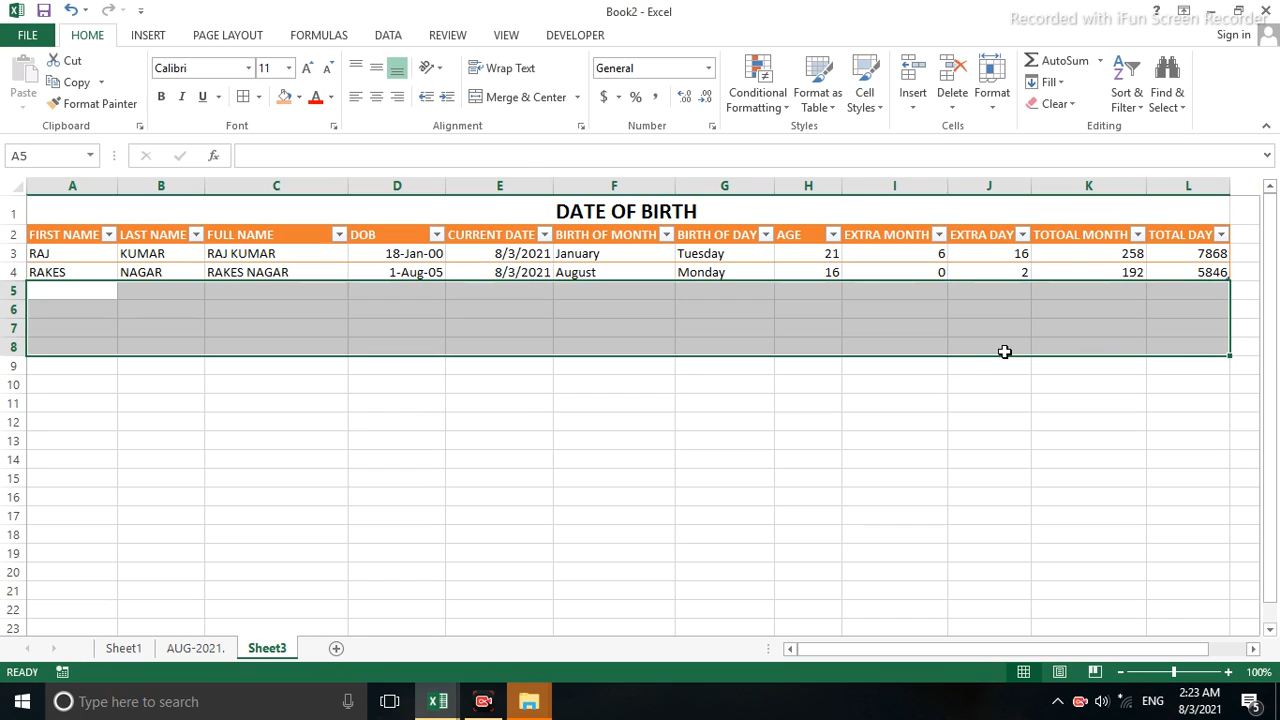 Book2 - Excel
Recorded with iFun Screen Recorder
FILE HOME INSERT PAGE LAYOUT FORMULAS DATA REVIEW VIEW DEVELOPER Sign in
Paste
Cut
Copy
Format Painter
Clipboard
Calibri 11
B I U A
Font
Wrap Text
Merge & Center
Alignment
General
$ % ,
Number
Conditional Formatting
Format as Table
Cell Styles
Styles
Insert Delete Format
Cells
AutoSum
Fill
Clear
Sort & Filter
Find & Select
Editing
A5 fx
A B C D E F G H I J K L
1 DATE OF BIRTH
2 FIRST NAME LAST NAME FULL NAME DOB CURRENT DATE BIRTH OF MONTH BIRTH OF DAY AGE EXTRA MONTH EXTRA DAY TOTOAL MONTH TOTAL DAY
3 RAJ KUMAR RAJ KUMAR 18-Jan-00 8/3/2021 January Tuesday 21 6 16 258 7868
4 RAKES NAGAR RAKES NAGAR 1-Aug-05 8/3/2021 August Monday 16 0 2 192 5846
5
6
7
8
9
10
11
12
13
14
15
16
17
18
19
20
21
22
23
Sheet1 AUG-2021. Sheet3
READY 100%
Type here to search
ENG
2:23 AM
8/3/2021
5